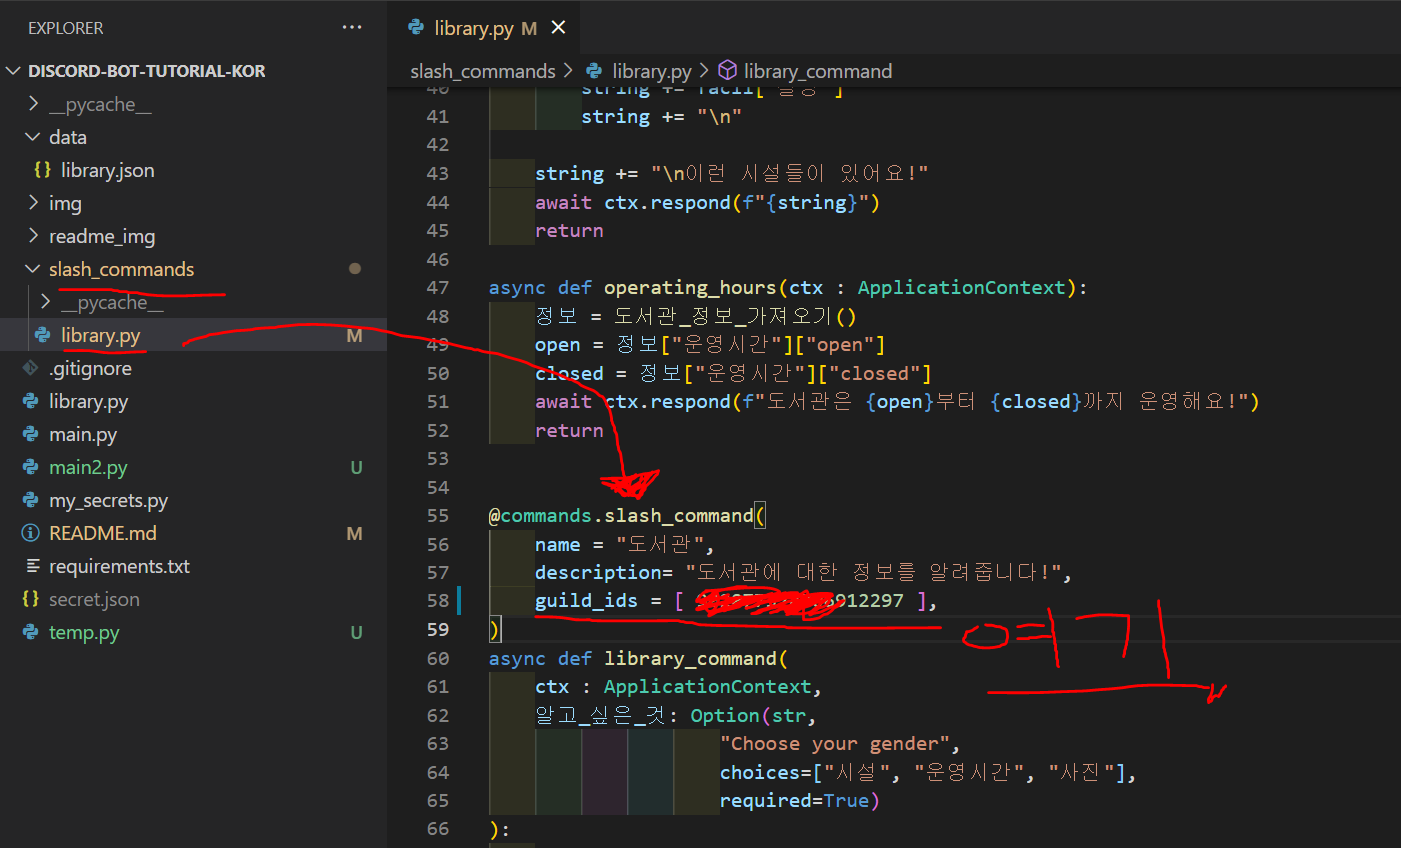 EXPLORER
···
DISCORD-BOT-TUTORIAL-KOR
__pycache__
data
{} library.json
img
readme_img
slash_commands
__pycache__
library.py M
.gitignore
library.py
main.py
main2.py U
my_secrets.py
README.md M
requirements.txt
{} secret.json
temp.py U
library.py M ×
slash_commands > library.py > library_command
40 string += facil["설명"]
41 string += "\n"
42
43 string += "\n이런 시설들이 있어요!"
44 await ctx.respond(f"{string}")
45 return
46
47 async def operating_hours(ctx : ApplicationContext):
48 정보 = 도서관_정보_가져오기()
49 open = 정보["운영시간"]["open"]
50 closed = 정보["운영시간"]["closed"]
51 await ctx.respond(f"도서관은 {open}부터 {closed}까지 운영해요!")
52 return
53
54
55 @commands.slash_command(
56 name = "도서관",
57 description= "도서관에 대한 정보를 알려줍니다!",
58 guild_ids = [ 912297 ],
59 )
여기
60 async def library_command(
61 ctx : ApplicationContext,
62 알고_싶은_것: Option(str,
63 "Choose your gender",
64 choices=["시설", "운영시간", "사진"],
65 required=True)
66 ):